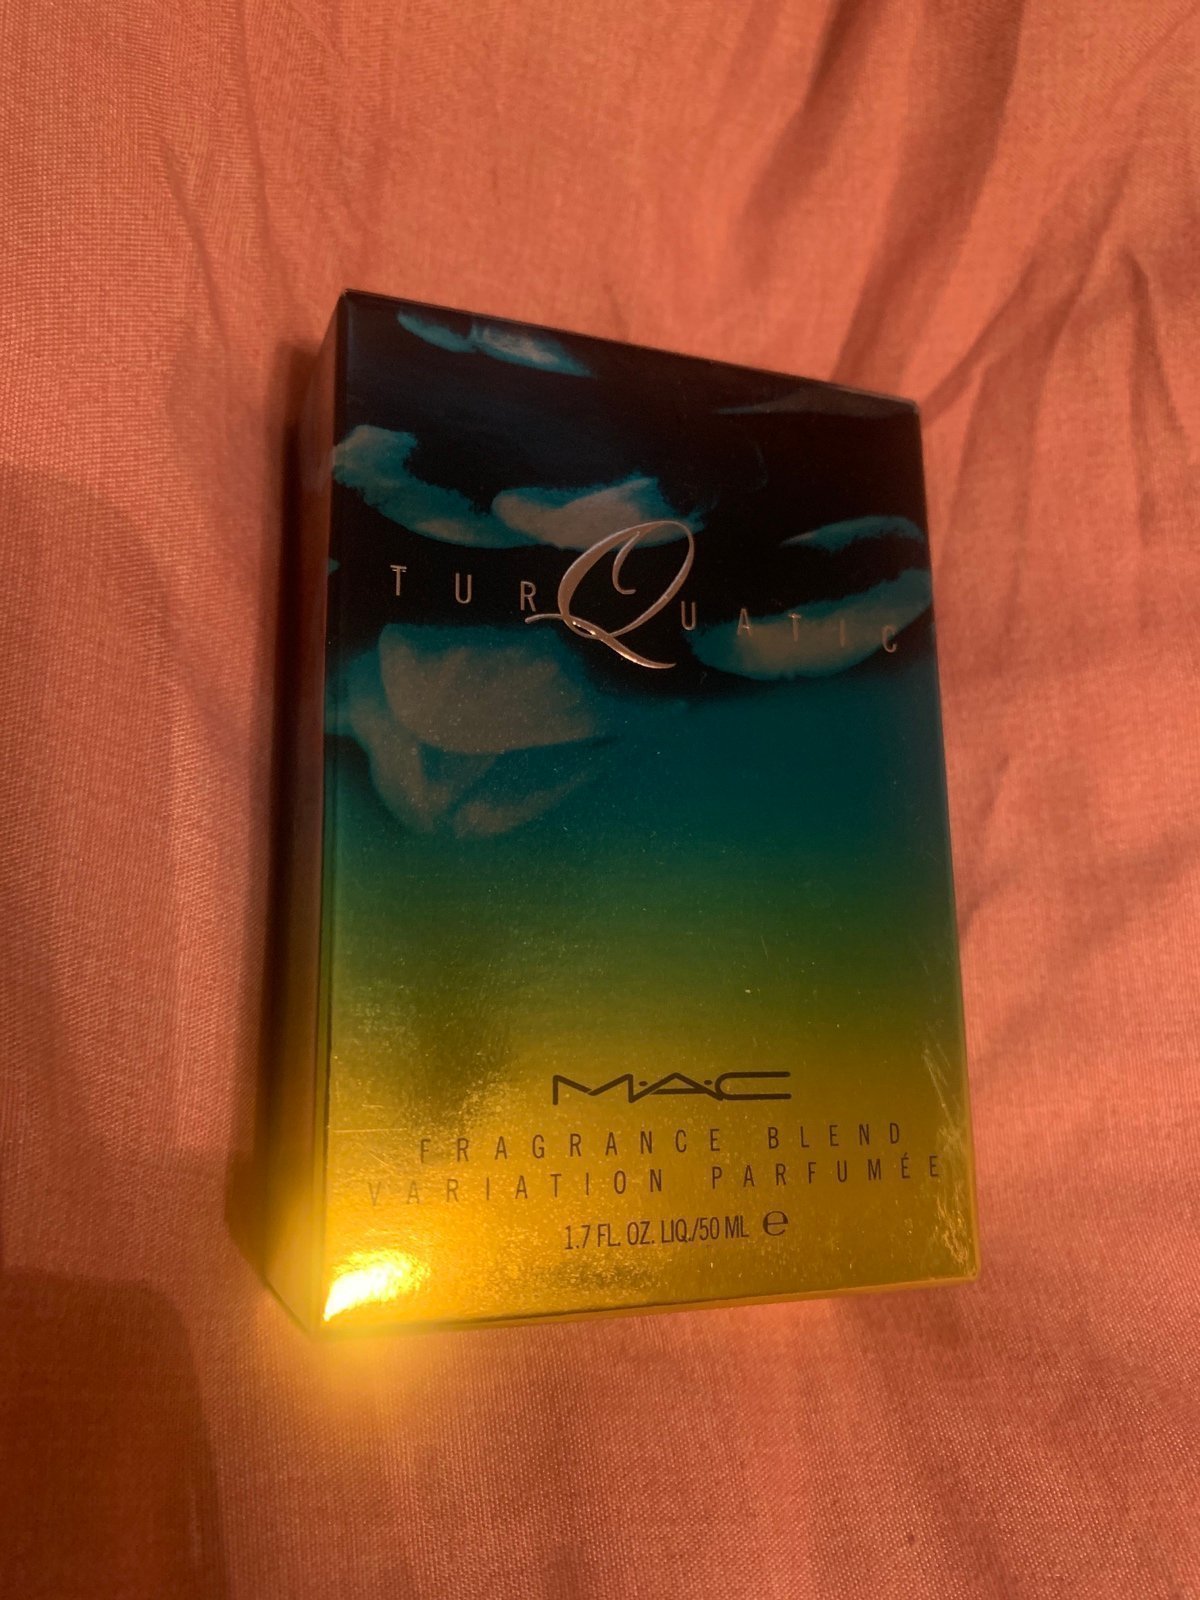 TURQUATIC
M·A·C
FRAGRANCE BLEND
VARIATION PARFUMÉE
1.7 FL. OZ. LIQ./50 ML ℮